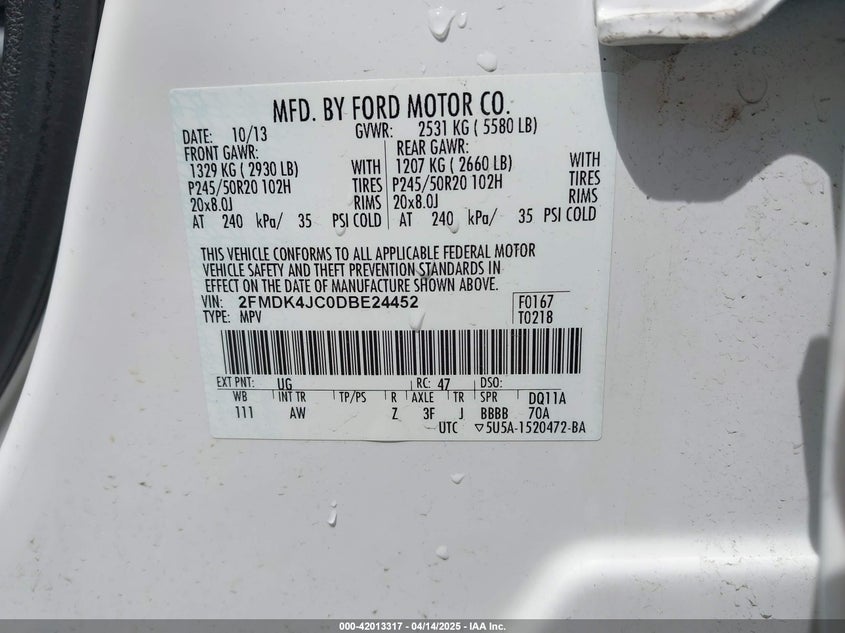 MFD. BY FORD MOTOR CO.
DATE: 10/13 GVWR: 2531 KG ( 5580 LB)
FRONT GAWR: REAR GAWR:
1329 KG ( 2930 LB) WITH 1207 KG ( 2660 LB) WITH
P245/50R20 102H TIRES P245/50R20 102H TIRES
20x8.0J RIMS 20x8.0J RIMS
AT 240 kPa/ 35 PSI COLD AT 240 kPa/ 35 PSI COLD
THIS VEHICLE CONFORMS TO ALL APPLICABLE FEDERAL MOTOR
VEHICLE SAFETY AND THEFT PREVENTION STANDARDS IN
EFFECT ON THE DATE OF MANUFACTURE SHOWN ABOVE.
VIN: 2FMDK4JC0DBE24452 F0167
TYPE: MPV T0218
EXT PNT: UG RC: 47 DSO:
WB INT TR TP/PS R AXLE TR SPR DQ11A
111 AW Z 3F J BBBB 70A
UTC ▽5U5A-1520472-BA
000-42013317 - 04/14/2025 - IAA Inc.